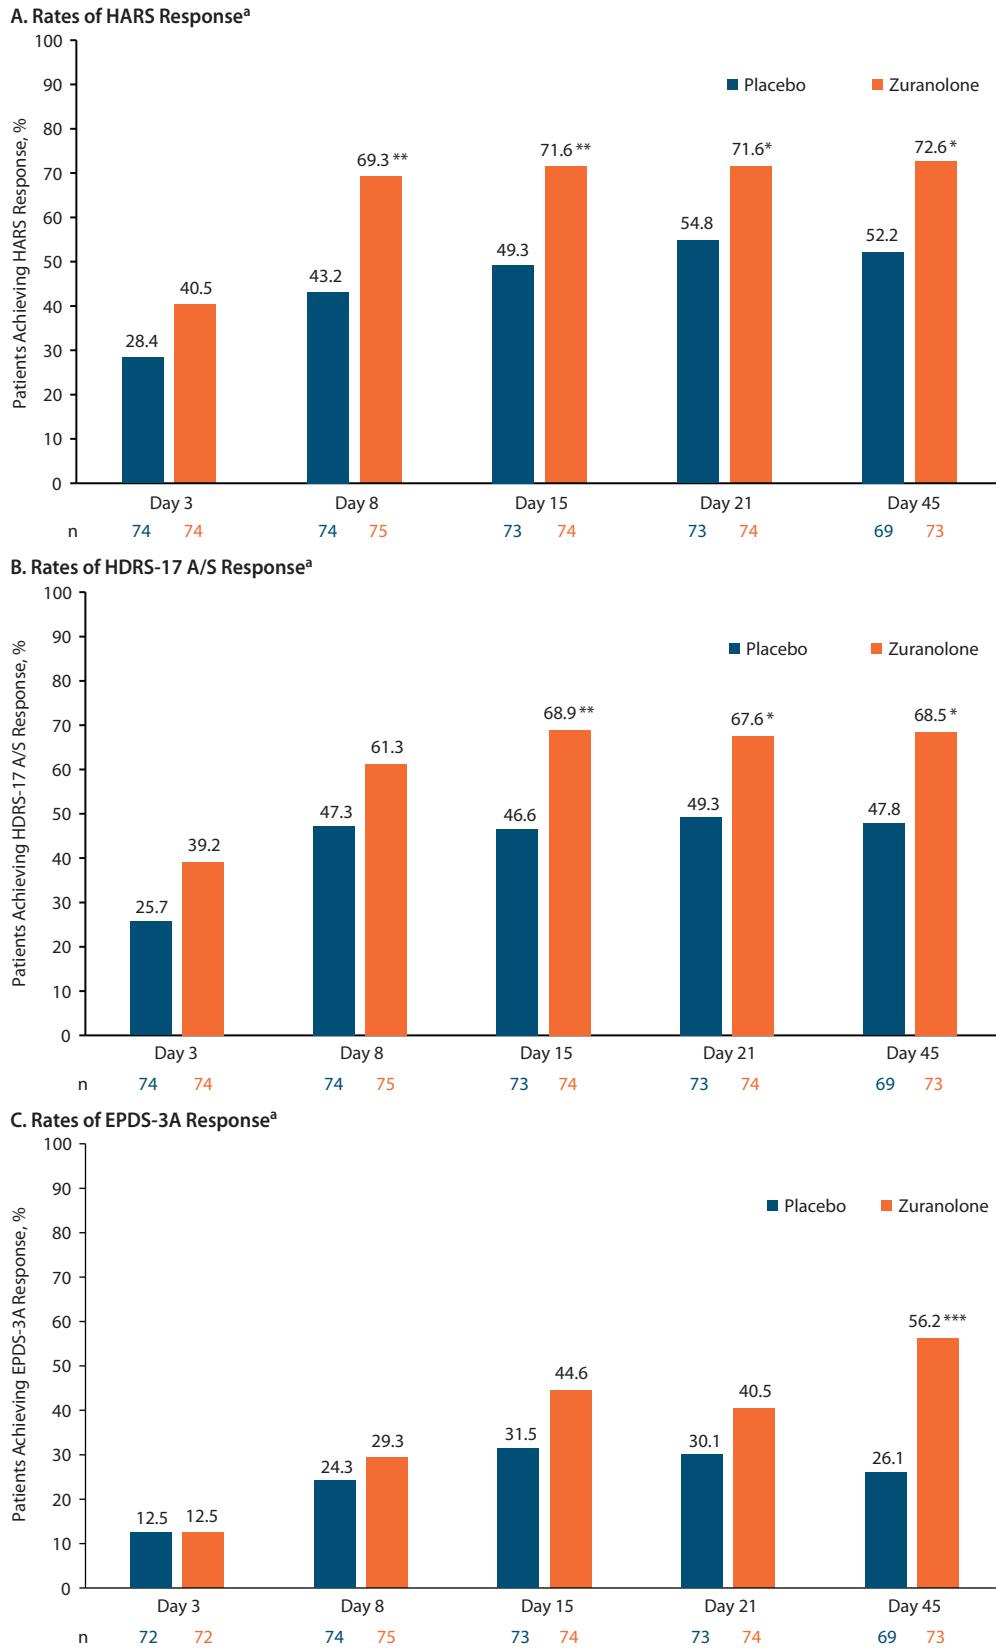 A. Rates of HARS Responseᵃ
Patients Achieving HARS Response, %
100
90
80
70
60
50
40
30
20
10
0
Placebo Zuranolone
28.4 40.5 43.2 69.3 ** 49.3 71.6 ** 54.8 71.6* 52.2 72.6 *
Day 3 Day 8 Day 15 Day 21 Day 45
n 74 74 74 75 73 74 73 74 69 73
B. Rates of HDRS-17 A/S Responseᵃ
Patients Achieving HDRS-17 A/S Response, %
100
90
80
70
60
50
40
30
20
10
0
Placebo Zuranolone
25.7 39.2 47.3 61.3 46.6 68.9 ** 49.3 67.6 * 47.8 68.5 *
Day 3 Day 8 Day 15 Day 21 Day 45
n 74 74 74 75 73 74 73 74 69 73
C. Rates of EPDS-3A Responseᵃ
Patients Achieving EPDS-3A Response, %
100
90
80
70
60
50
40
30
20
10
0
Placebo Zuranolone
12.5 12.5 24.3 29.3 31.5 44.6 30.1 40.5 26.1 56.2 ***
Day 3 Day 8 Day 15 Day 21 Day 45
n 72 72 74 75 73 74 73 74 69 73